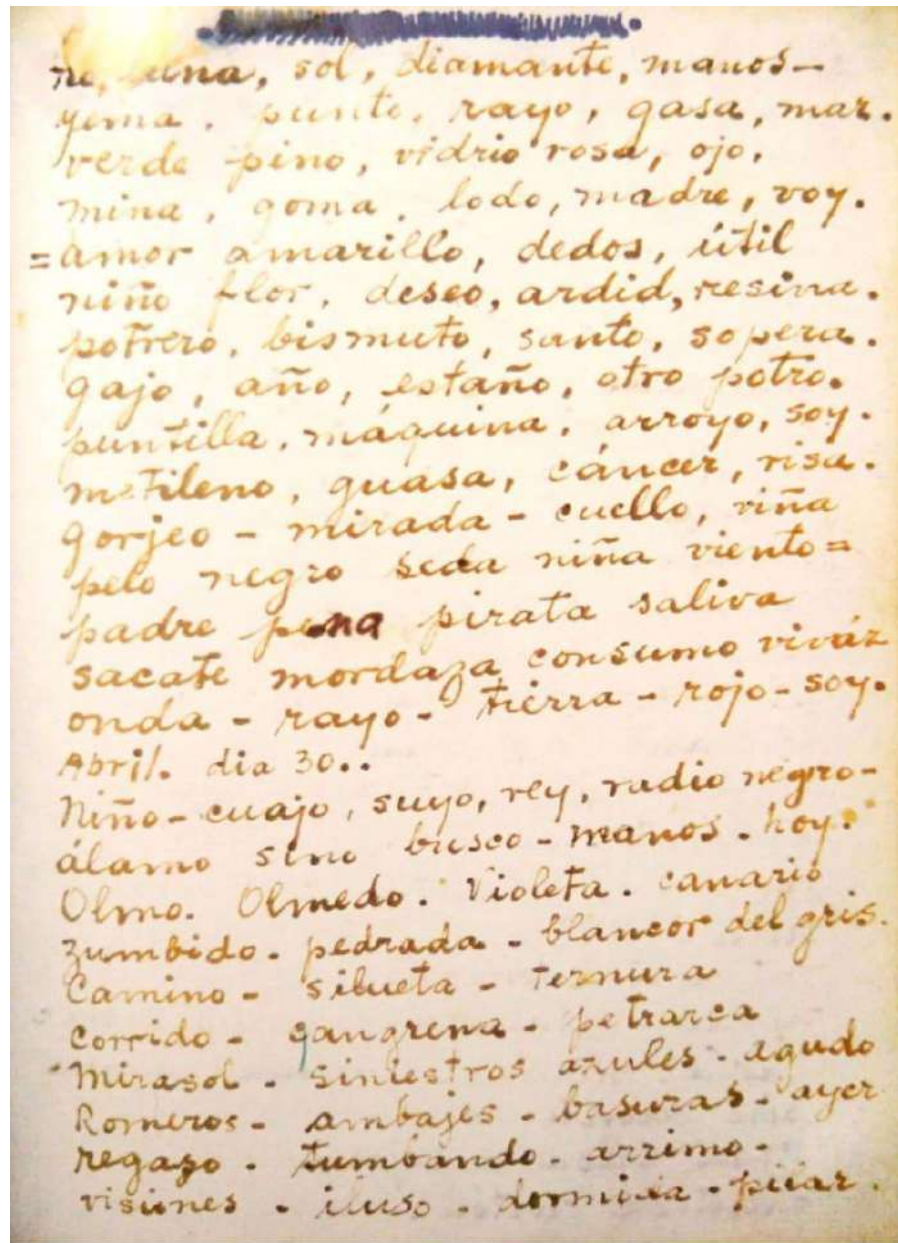 ne, luna, sol, diamante, manos-
yema. punto, rayo, gasa, mar.
verde pino, vidrio rosa, ojo,
mina, goma, lodo, madre, voy.
=amor amarillo, dedos, útil
niño flor, deseo, ardid, resina.
potrero, bismuto, santo, sopera.
gajo, año, estaño, otro potro.
puntilla, máquina, arroyo, soy.
metileno, guasa, cáncer, risa.
gorjeo - mirada - cuello, viña
pelo negro seda niña viento=
padre pena pirata saliva
sacate mordaza consumo viváz
onda - rayo - tierra - rojo - soy.
Abril. dia 30..
Niño-cuajo, suyo, rey, radio negro-
álamo sino busco - manos. hoy.
Olmo. Olmedo. Violeta. canario
zumbido. pedrada - blancor del gris.
Camino - silueta - ternura
Corrido - gangrena - petrarca
Mirasol - siniestros azules - agudo
Romeros - ambajes - basuras - ayer
regazo - tumbando - arrimo -
visiones - iluso - dormida - pilar.